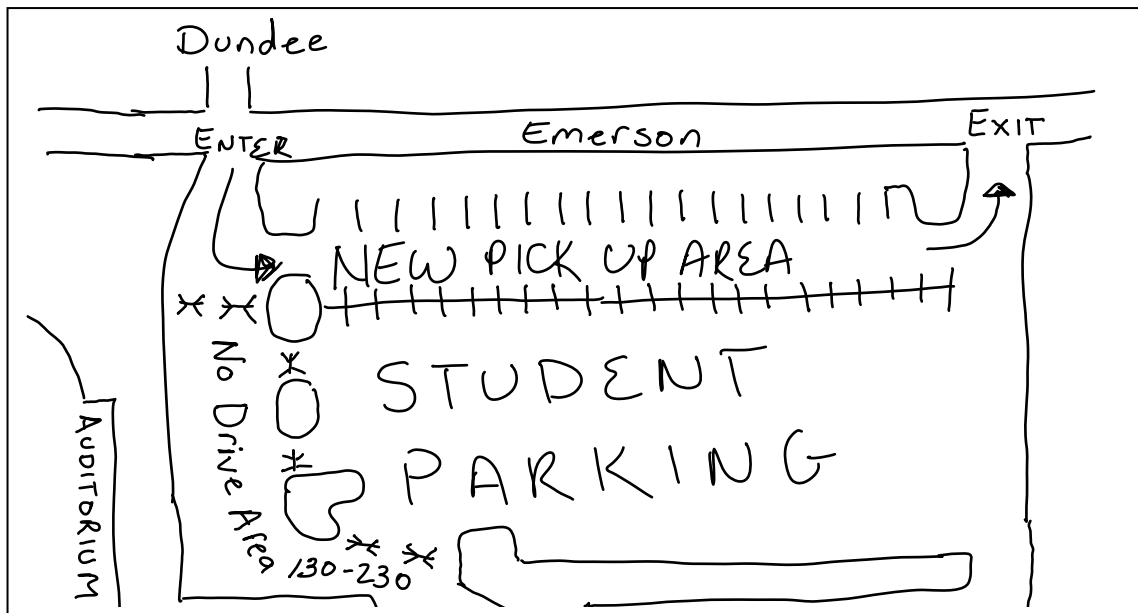 Dundee
ENTER
Emerson
EXIT
NEW PICK UP AREA
STUDENT
PARKING
No Drive Area
130-230
AUDITORIUM